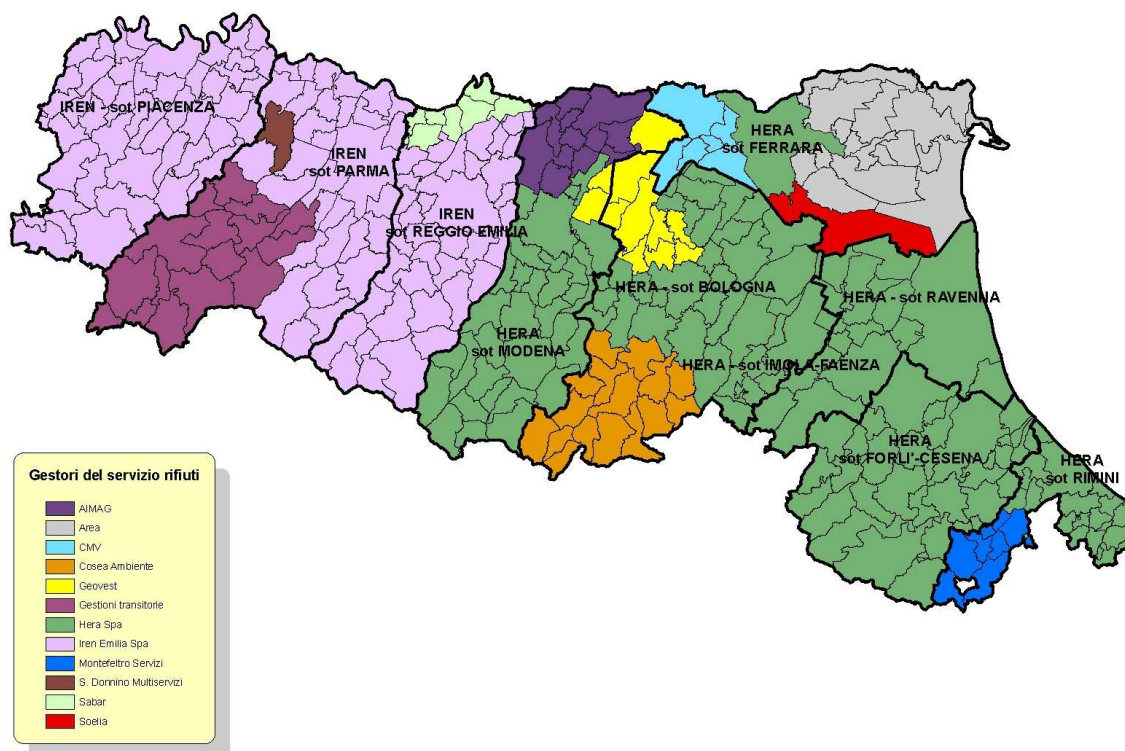 IREN - sot PIACENZA
IREN
sot PARMA
IREN
sot REGGIO EMILIA
HERA
sot FERRARA
HERA - sot BOLOGNA
HERA - sot RAVENNA
HERA
sot MODENA
HERA - sot IMOLA-FAENZA
HERA
sot FORLI'-CESENA
HERA
sot RIMINI
Gestori del servizio rifiuti
AIMAG
Area
CMV
Cosea Ambiente
Geovest
Gestioni transitorie
Hera Spa
Iren Emilia Spa
Montefeltro Servizi
S. Donnino Multiservizi
Sabar
Soelia